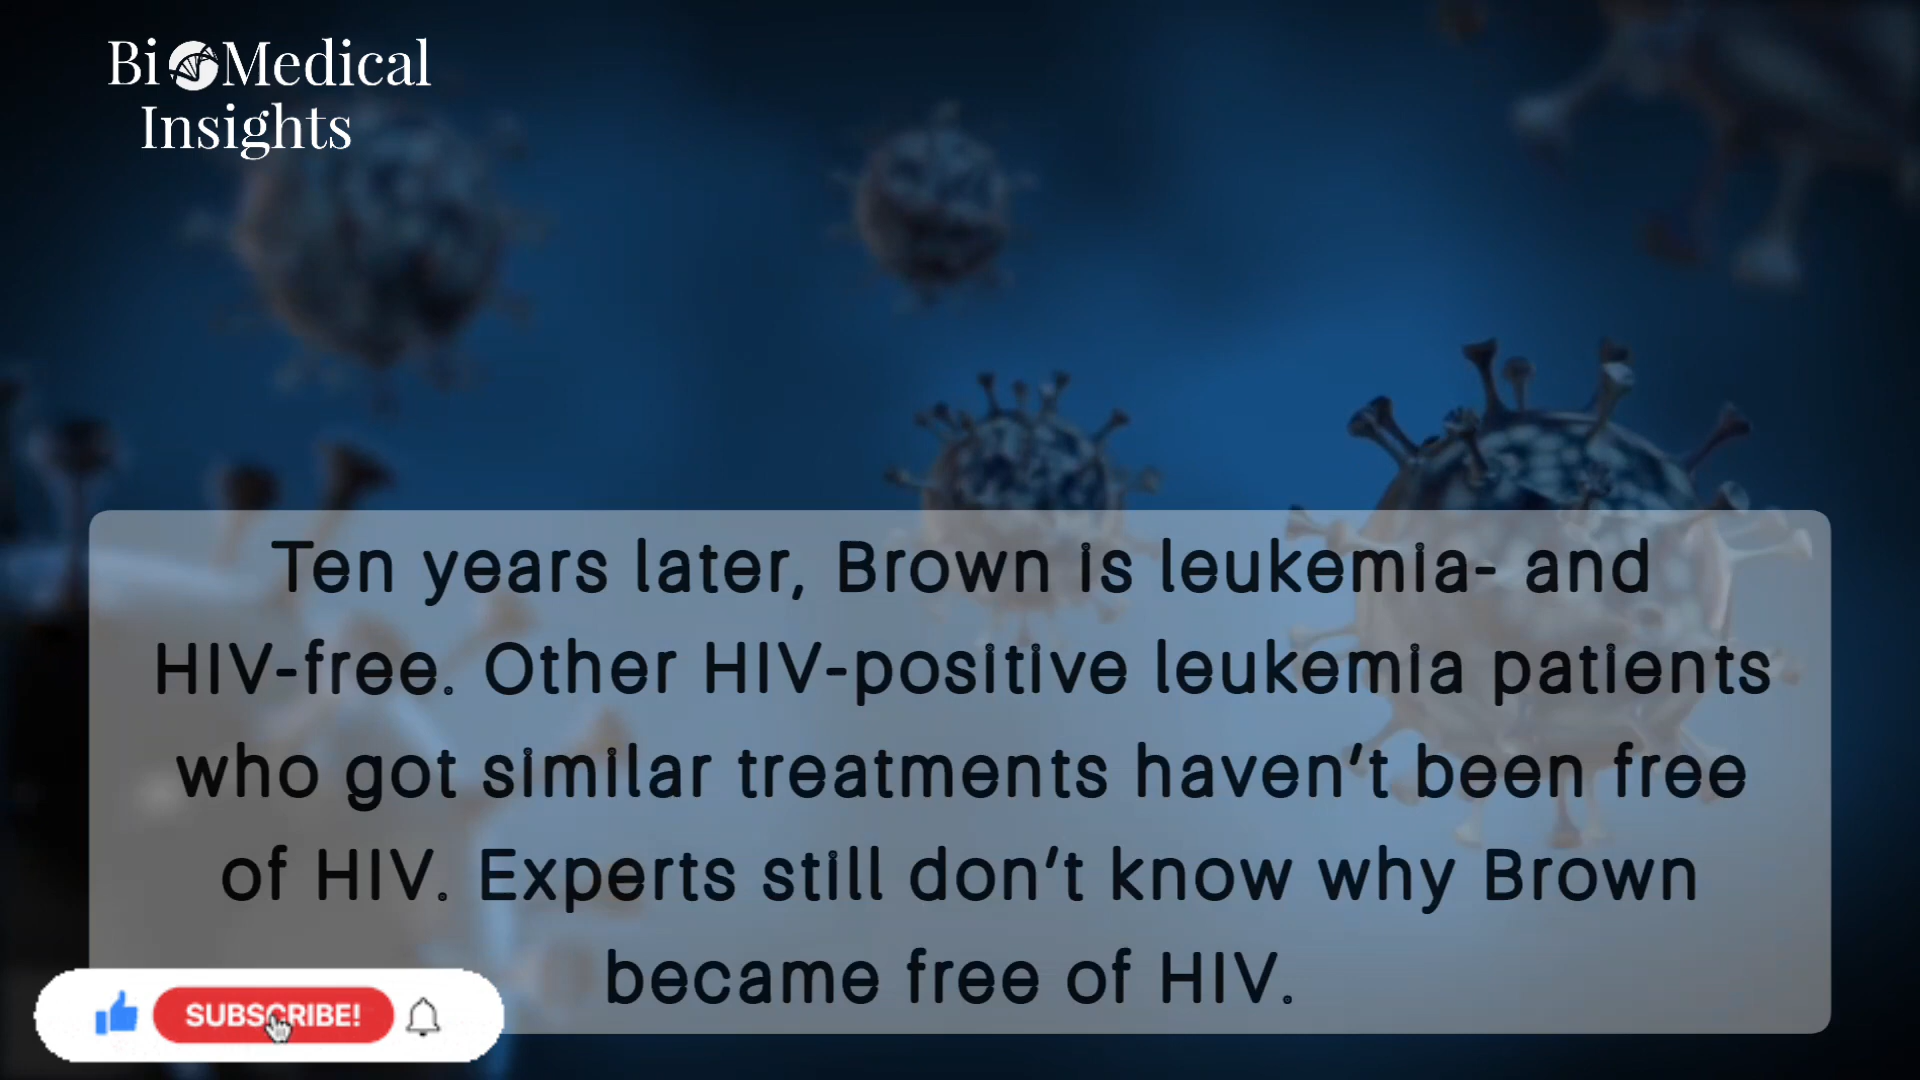 BiOMedical
Insights
Ten years later, Brown is leukemia- and
HIV-free. Other HIV-positive leukemia patients
who got similar treatments haven’t been free
of HIV. Experts still don’t know why Brown
became free of HIV.
SUBSCRIBE!